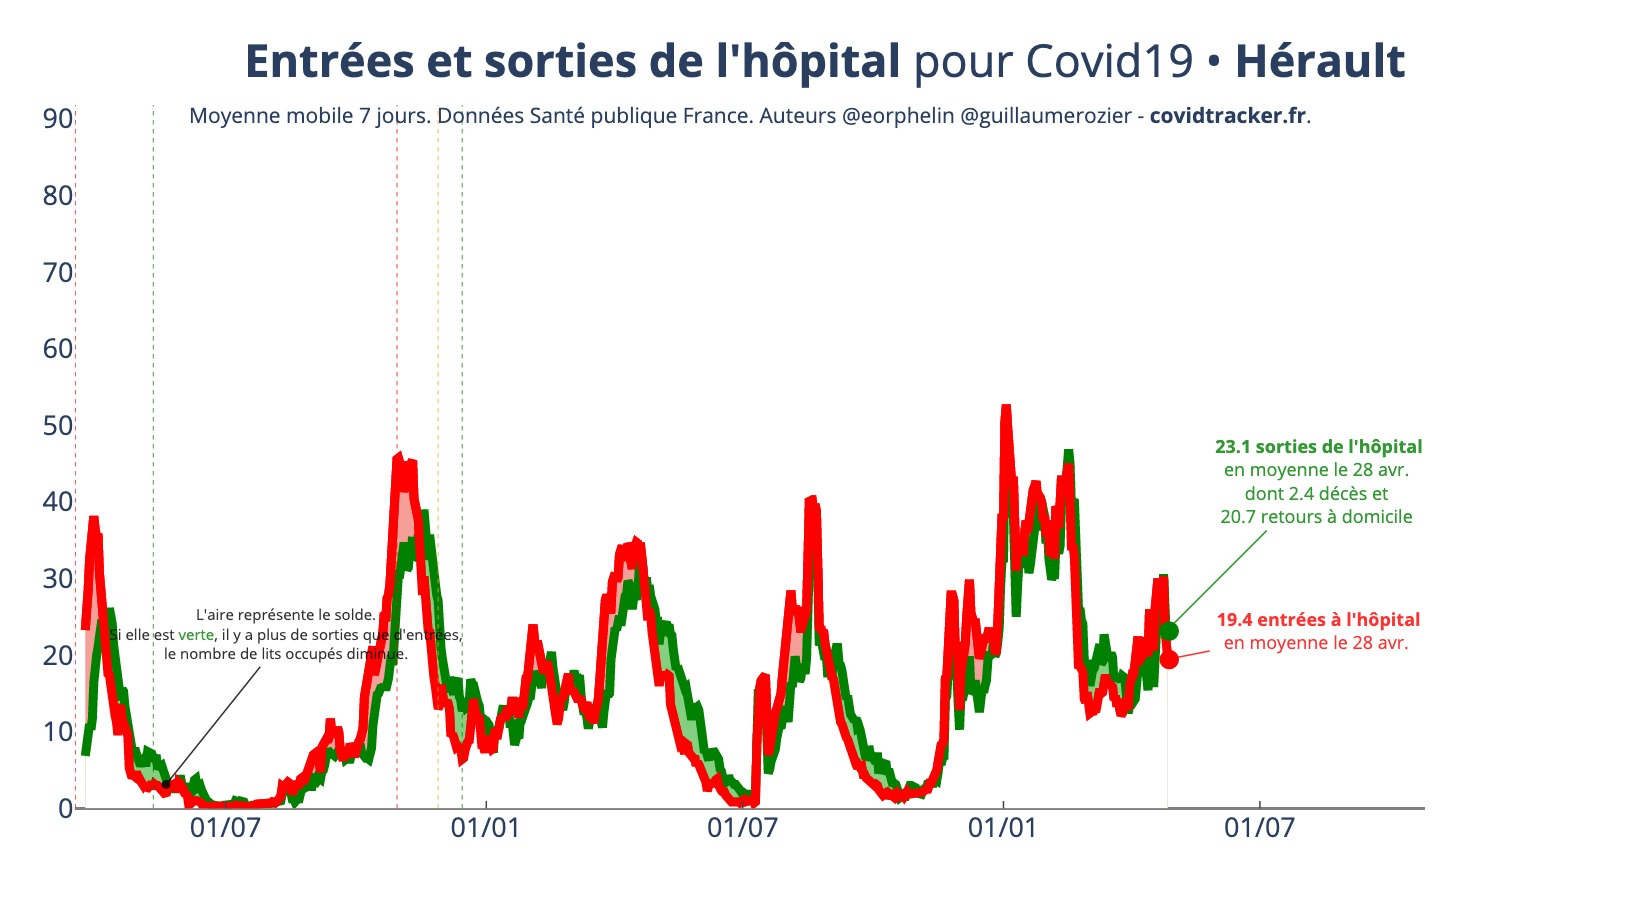 Entrées et sorties de l'hôpital pour Covid19 • Hérault
Moyenne mobile 7 jours. Données Santé publique France. Auteurs @eorphelin @guillaumerozier - covidtracker.fr.
90
80
70
60
50
40
30
20
10
0
L'aire représente le solde.
Si elle est verte, il y a plus de sorties que d'entrées,
le nombre de lits occupés diminue.
23.1 sorties de l'hôpital
en moyenne le 28 avr.
dont 2.4 décès et
20.7 retours à domicile
19.4 entrées à l'hôpital
en moyenne le 28 avr.
01/07
01/01
01/07
01/01
01/07